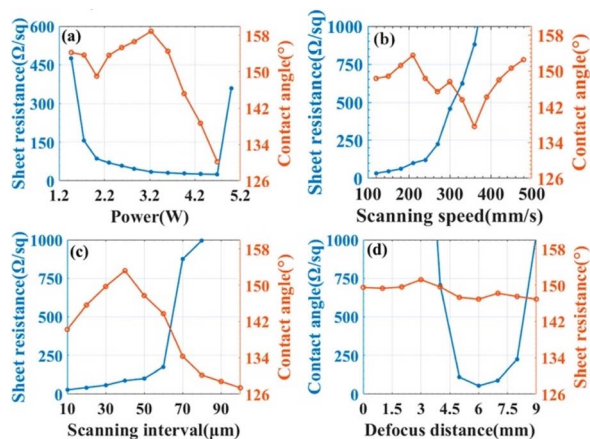 (a)
Sheet resistance(Ω/sq)
600
450
300
150
0
Contact angle(°)
158
150
142
134
126
1.2 2.2 3.2 4.2 5.2
Power(W)
(b)
Sheet resistance(Ω/sq)
1000
750
500
250
0
Contact angle(°)
158
150
142
134
126
100 200 300 400 500
Scanning speed(mm/s)
(c)
Sheet resistance(Ω/sq)
1000
750
500
250
0
Contact angle(°)
158
150
142
134
126
10 30 50 70 90
Scanning interval(μm)
(d)
Contact angle(Ω/sq)
1000
750
500
250
0
Sheet resistance(°)
158
150
142
134
126
0 1.5 3 4.5 6 7.5 9
Defocus distance(mm)